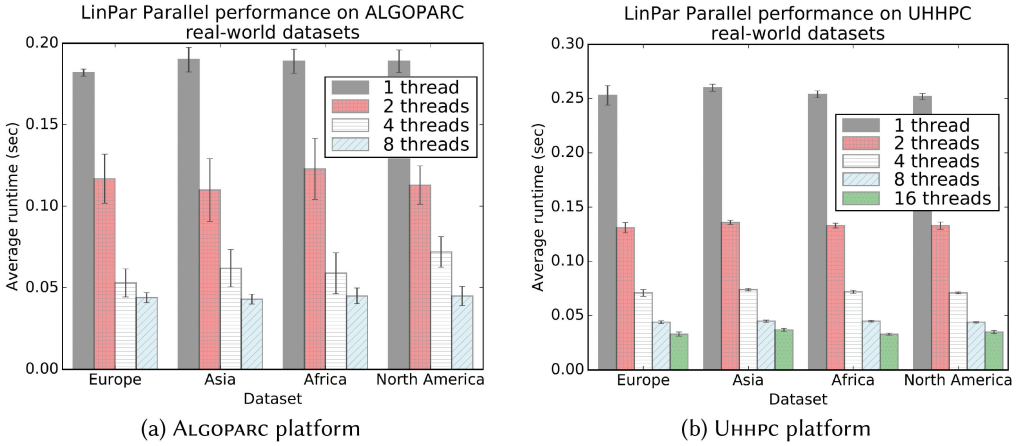 LinPar Parallel performance on ALGOPARC
real-world datasets
0.20
0.15
0.10
0.05
0.00
Average runtime (sec)
1 thread
2 threads
4 threads
8 threads
Europe Asia Africa North America
Dataset
(a) ALGOPARC platform
LinPar Parallel performance on UHHPC
real-world datasets
0.30
0.25
0.20
0.15
0.10
0.05
0.00
Average runtime (sec)
1 thread
2 threads
4 threads
8 threads
16 threads
Europe Asia Africa North America
Dataset
(b) UHHPC platform